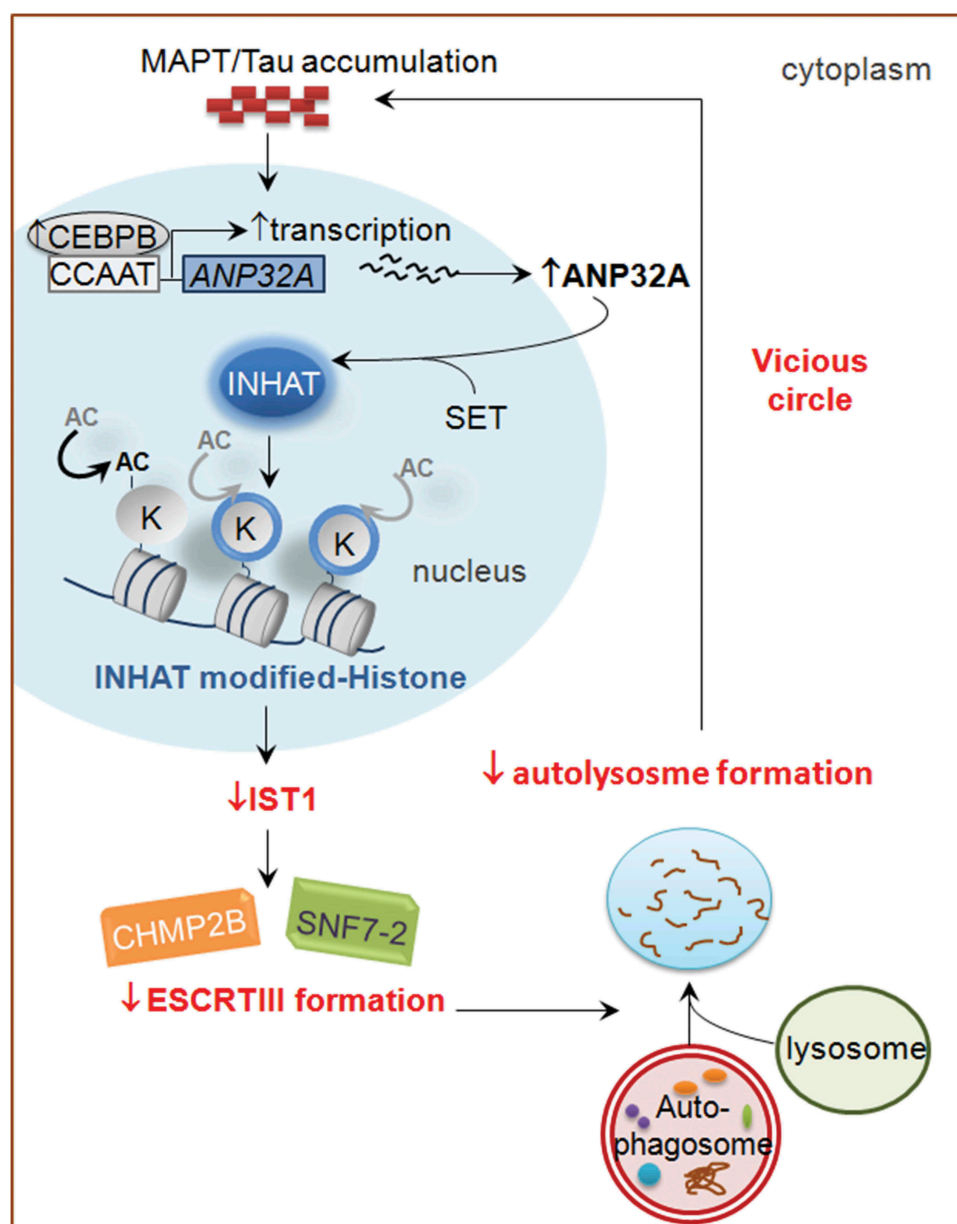 MAPT/Tau accumulation
cytoplasm
↑CEBPB
↑transcription
CCAAT
ANP32A
↑ANP32A
INHAT
SET
Vicious
circle
AC
AC
AC
AC
K
K
K
nucleus
INHAT modified-Histone
↓ autolysosme formation
↓IST1
CHMP2B
SNF7-2
↓ESCRTIII formation
lysosome
Auto-
phagosome